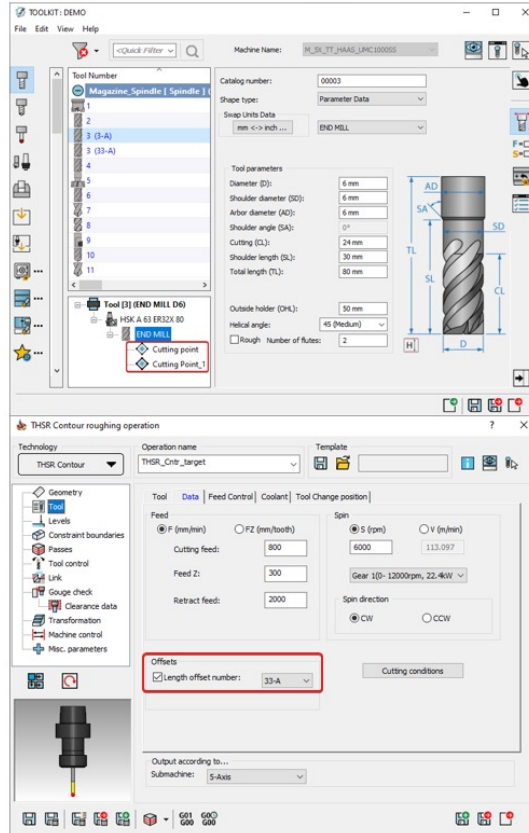 TOOLKIT: DEMO
File Edit View Help
<Quick Filter
Machine Name:
M_5X_TT_HAAS_UMC1000SS
Tool Number
Magazine_Spindle [ Spindle ] (
1
2
3 (3-A)
3 (33-A)
4
5
6
7
8
9
10
11
Tool [3] (END MILL D6)
HSK A 63 ER32X 80
END MILL
Cutting point
Cutting Point_1
Catalog number:
00003
Shape type:
Parameter Data
Swap Units Data
mm <-> inch ...
END MILL
Tool parameters
Diameter (D):
6 mm
Shoulder diameter (SD):
6 mm
Arbor diameter (AD):
6 mm
Shoulder angle (SA):
0°
Cutting (CL):
24 mm
Shoulder length (SL):
30 mm
Total length (TL):
80 mm
Outside holder (OHL):
50 mm
Helical angle:
45 (Medium)
Rough Number of flutes:
2
AD
SA
SD
TL
SL
CL
H
D
F=
S=
THSR Contour roughing operation
? X
Technology
THSR Contour
Operation name
THSR_Cntr_target
Template
Geometry
Tool
Levels
Constraint boundaries
Passes
Tool control
Link
Gouge check
Clearance data
Transformation
Machine control
Misc. parameters
Tool Data Feed Control Coolant Tool Change position
Feed
F (mm/min) FZ (mm/tooth)
Cutting feed:
800
Feed Z:
300
Retract feed:
2000
Spin
S (rpm) V (m/min)
6000
113.097
Gear 1(0- 12000rpm, 22.4kW
Spin direction
CW CCW
Offsets
Length offset number:
33-A
Cutting conditions
Output according to...
Submachine:
5-Axis
G01
G00
G0
G00